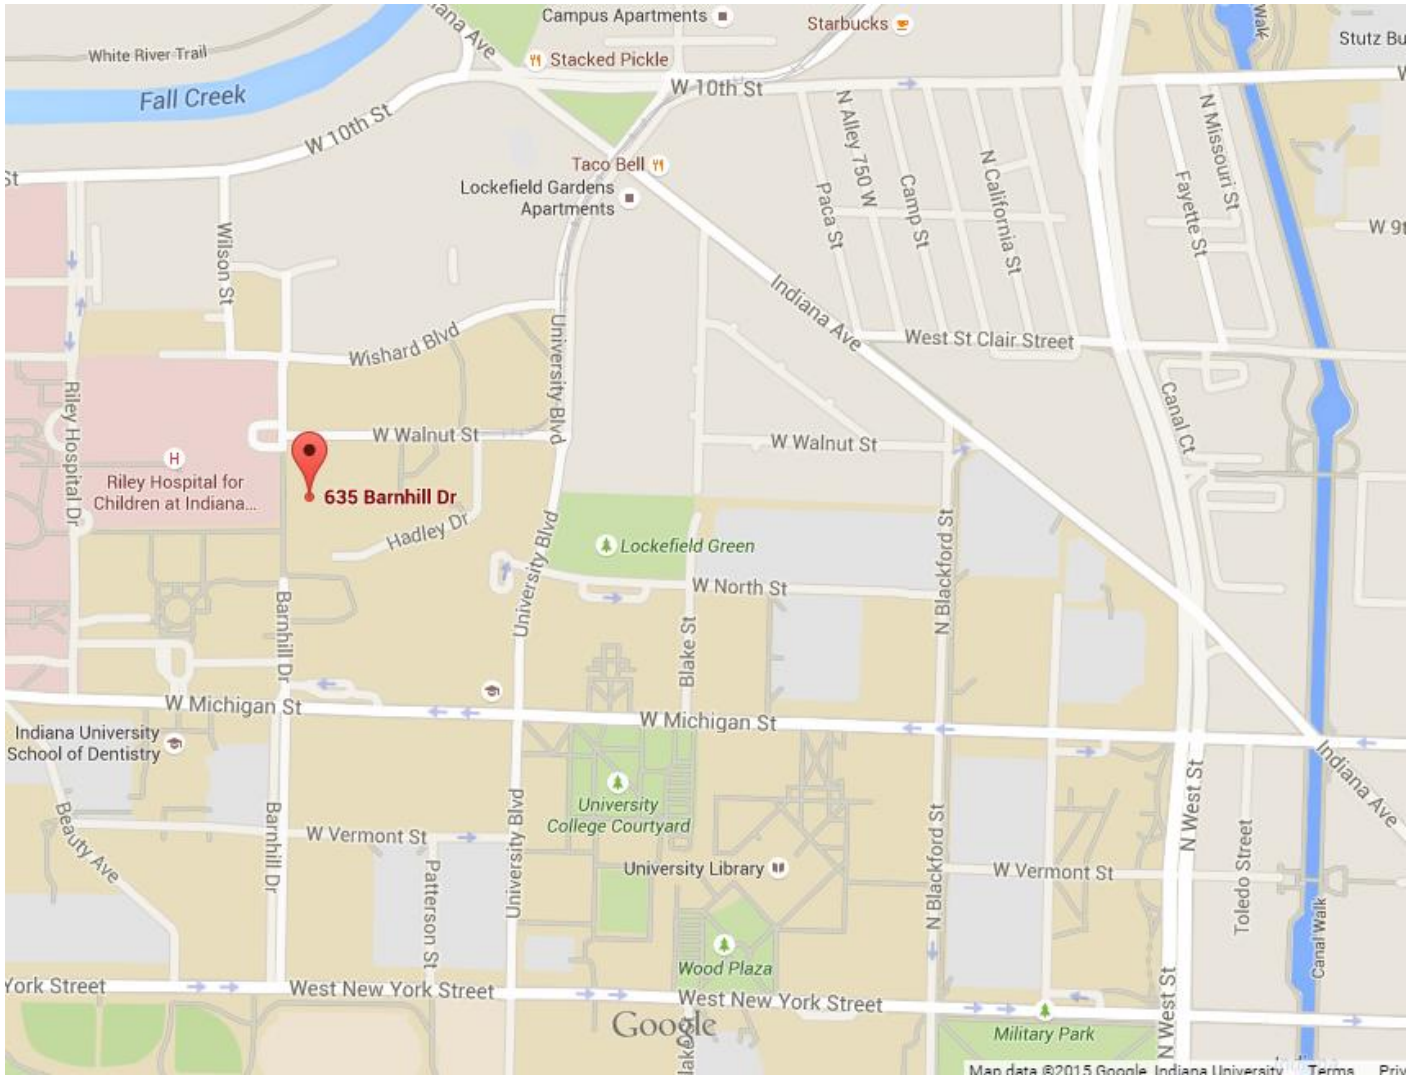 Indiana Ave
Campus Apartments
Starbucks
Walk
Stutz Bu
White River Trail
Stacked Pickle
Fall Creek
W 10th St
W 10th St
N Alley 750 W
N Missouri St
St
Taco Bell
Lockefield Gardens
Apartments
Paca St
Camp St
N California St
Fayette St
W 9t
Wilson St
Indiana Ave
Wishard Blvd
University Blvd
West St Clair Street
Riley Hospital Dr
Canal Ct
W Walnut St
W Walnut St
H
Riley Hospital for
Children at Indiana...
635 Barnhill Dr
Hadley Dr
University Blvd
Lockefield Green
N Blackford St
W North St
Barnhill Dr
Blake St
W Michigan St
W Michigan St
Indiana University
School of Dentistry
Indiana Ave
N West St
University
College Courtyard
Beauty Ave
Barnhill Dr
W Vermont St
University Blvd
Patterson St
University Library
N Blackford St
W Vermont St
Toledo Street
Canal Walk
Wood Plaza
York Street
West New York Street
West New York Street
N West St
Google
Military Park
Map data ©2015 Google, Indiana University
Terms